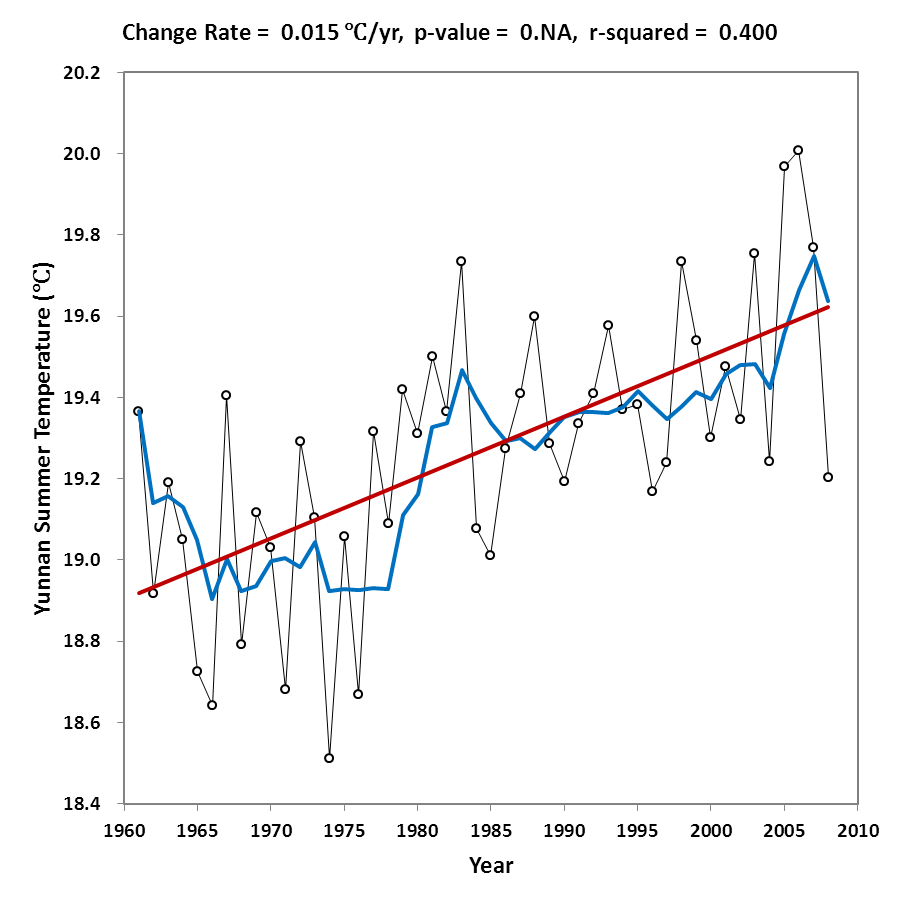 Change Rate = 0.015 ℃/yr, p-value = 0.NA, r-squared = 0.400
20.2
20.0
19.8
19.6
19.4
19.2
19.0
18.8
18.6
18.4
Yunnan Summer Temperature (℃)
1960 1965 1970 1975 1980 1985 1990 1995 2000 2005 2010
Year